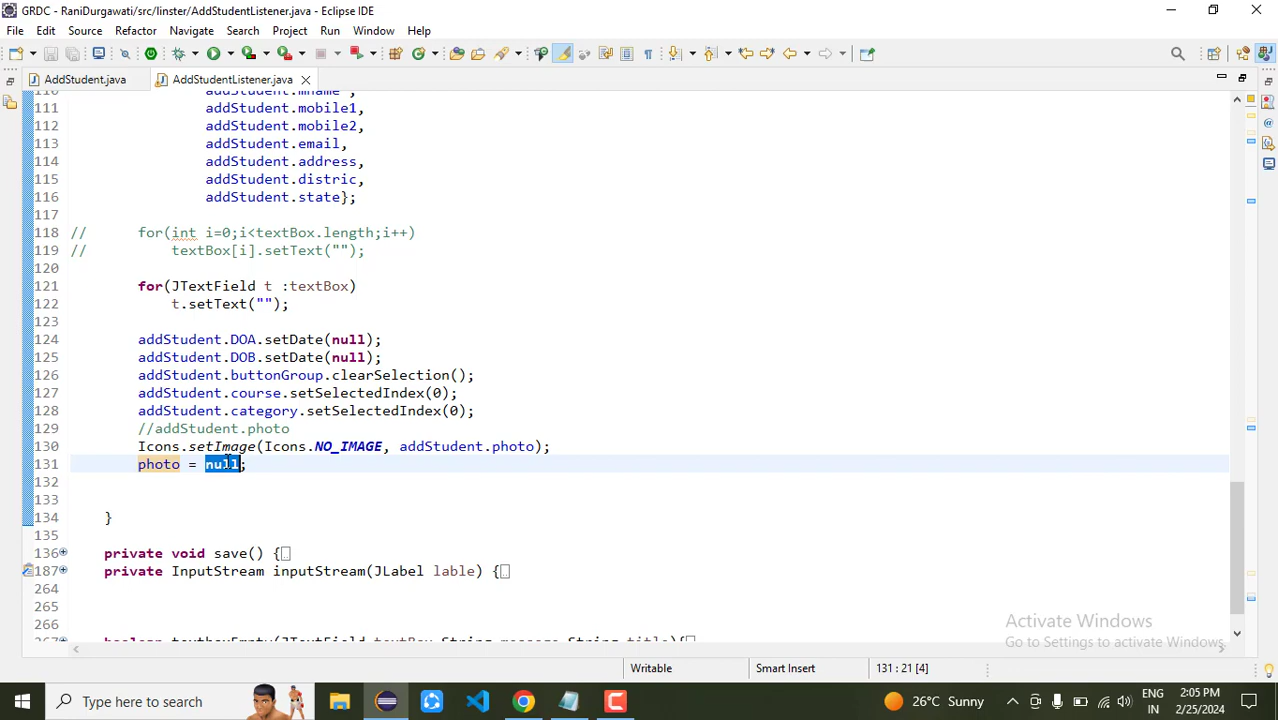 GRDC - RaniDurgawati/src/linster/AddStudentListener.java - Eclipse IDE
File Edit Source Refactor Navigate Search Project Run Window Help
AddStudent.java AddStudentListener.java
110 addStudent.mname ,
111 addStudent.mobile1,
112 addStudent.mobile2,
113 addStudent.email,
114 addStudent.address,
115 addStudent.distric,
116 addStudent.state};
117
118 // for(int i=0;i<textBox.length;i++)
119 // textBox[i].setText("");
120
121 for(JTextField t :textBox)
122 t.setText("");
123
124 addStudent.DOA.setDate(null);
125 addStudent.DOB.setDate(null);
126 addStudent.buttonGroup.clearSelection();
127 addStudent.course.setSelectedIndex(0);
128 addStudent.category.setSelectedIndex(0);
129 //addStudent.photo
130 Icons.setImage(Icons.NO_IMAGE, addStudent.photo);
131 photo = null;
132
133
134 }
135
136 private void save() {
187 private InputStream inputStream(JLabel lable) {
264
265
266
267 boolean textboxEmpty(JTextField textBox,String message,String title){
Activate Windows
Go to Settings to activate Windows.
Writable Smart Insert 131 : 21 [4]
Type here to search 26°C Sunny ENG IN 2:05 PM 2/25/2024